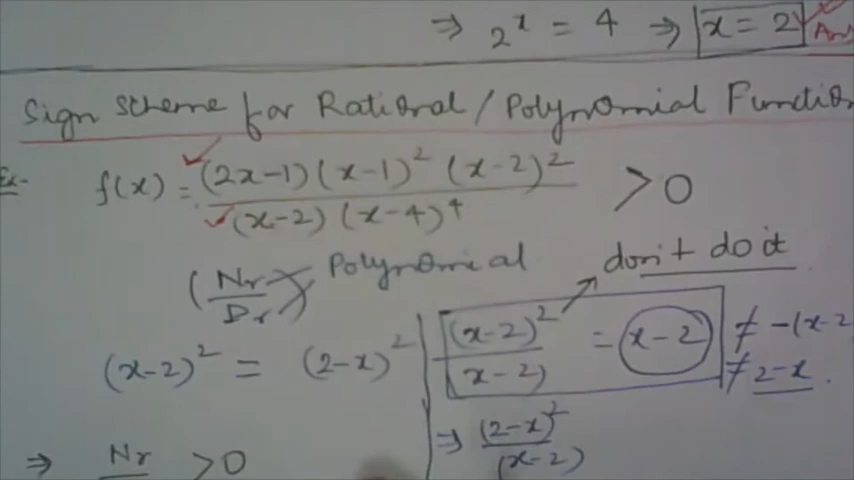 ⇒ 2^x = 4 ⇒ x = 2 Ans
Sign scheme for Rational / Polynomial Function
Ex- f(x) = (2x-1)(x-1)^2 (x-2)^2 / (x-2)(x-4)^4 > 0
(Nr/Dr) Polynomial
don't do it
(x-2)^2 = (2-x)^2
(x-2)^2 / (x-2) = x-2 ≠ -(x-2
≠ 2-x.
⇒ (2-x)^2 / (x-2)
⇒ Nr > 0